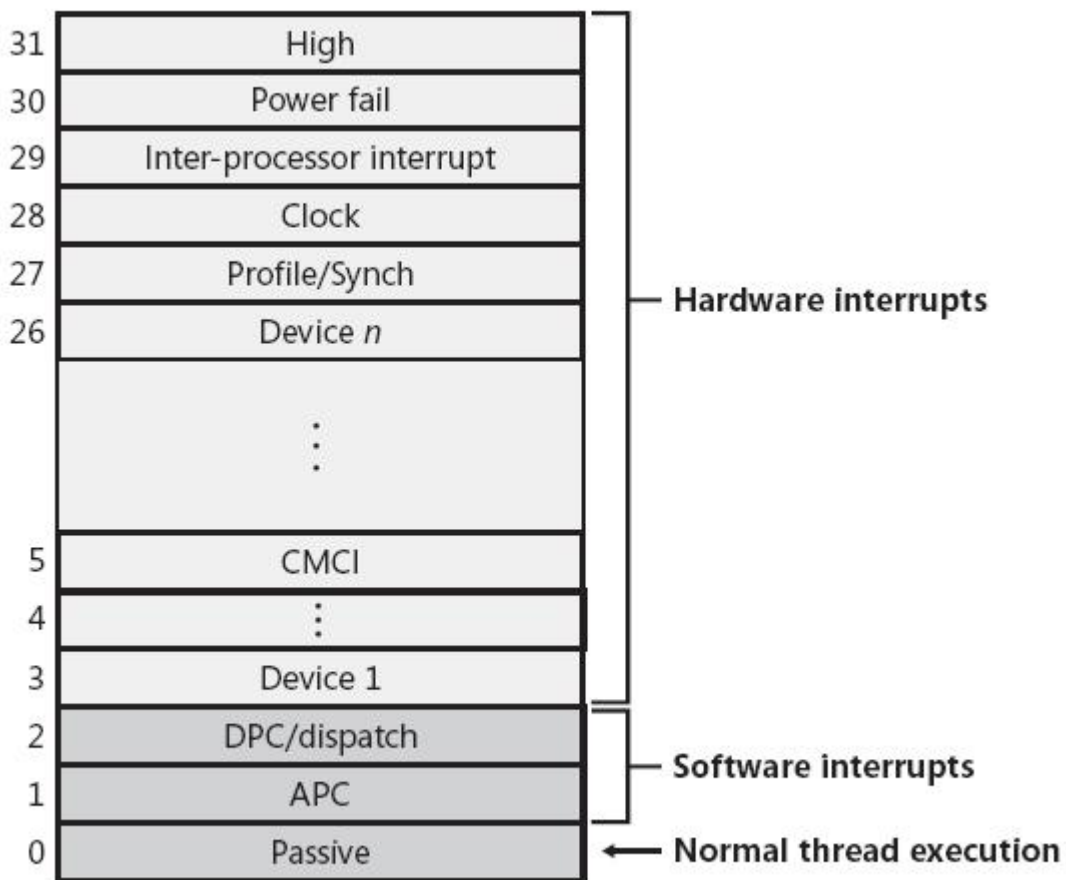 31 High
30 Power fail
29 Inter-processor interrupt
28 Clock
27 Profile/Synch
Hardware interrupts
26 Device n
⋮
5 CMCI
4 ⋮
3 Device 1
2 DPC/dispatch
Software interrupts
1 APC
0 Passive
Normal thread execution